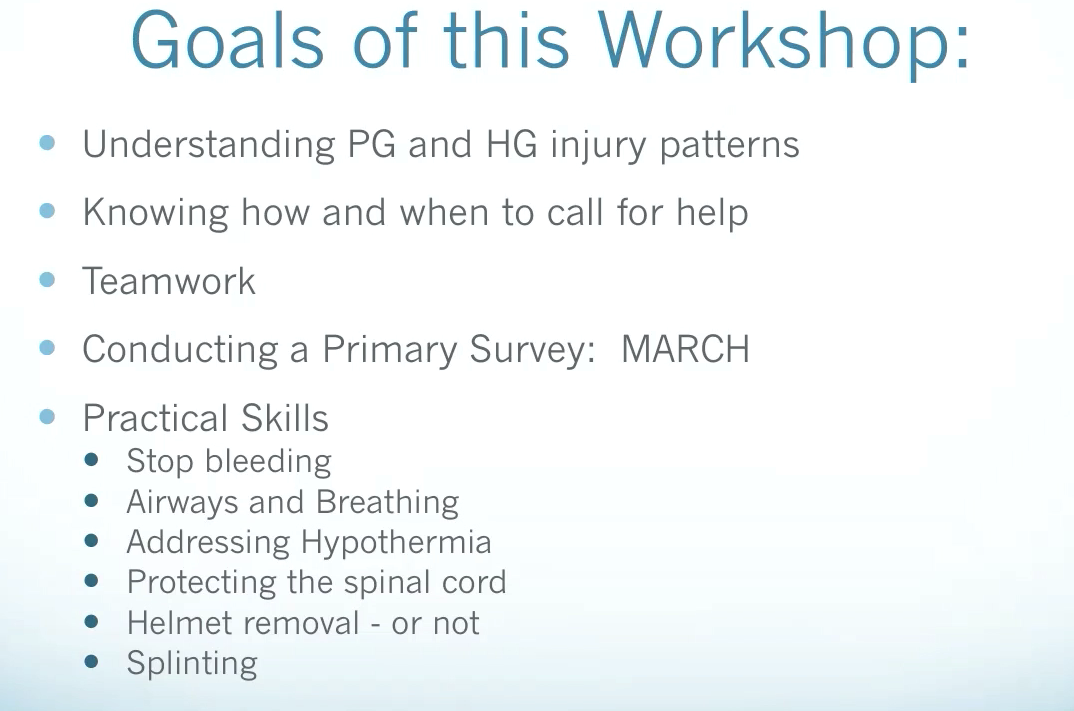 Goals of this Workshop:
• Understanding PG and HG injury patterns
• Knowing how and when to call for help
• Teamwork
• Conducting a Primary Survey:  MARCH
• Practical Skills
• Stop bleeding
• Airways and Breathing
• Addressing Hypothermia
• Protecting the spinal cord
• Helmet removal - or not
• Splinting